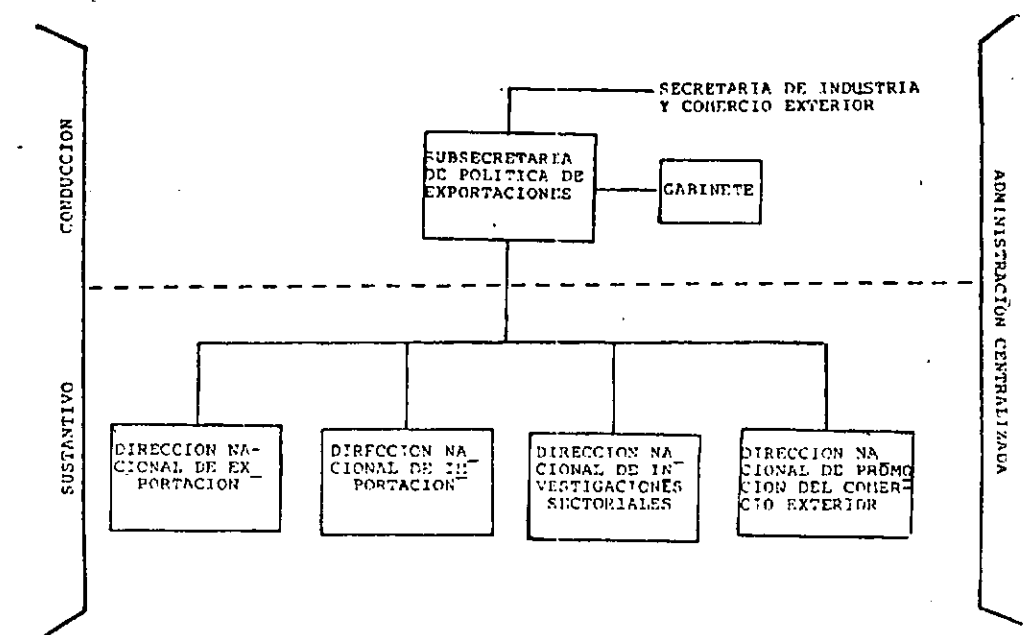 SECRETARIA DE INDUSTRIA
Y COMERCIO EXTERIOR
SUBSECRETARIA
DE POLITICA DE
EXPORTACIONES
GABINETE
CONDUCCION
ADMINISTRACIÓN CENTRALIZADA
SUSTANTIVO
DIRECCION NA-
CIONAL DE EX_
PORTACION
DIRECCION NA_
CIONAL DE IM_
PORTACION
DIRECCION NA_
CIONAL DE IN_
VESTIGACIONES
SECTORIALES
DIRECCION NA_
CIONAL DE PROMO_
CION DEL COMER-
CIO EXTERIOR